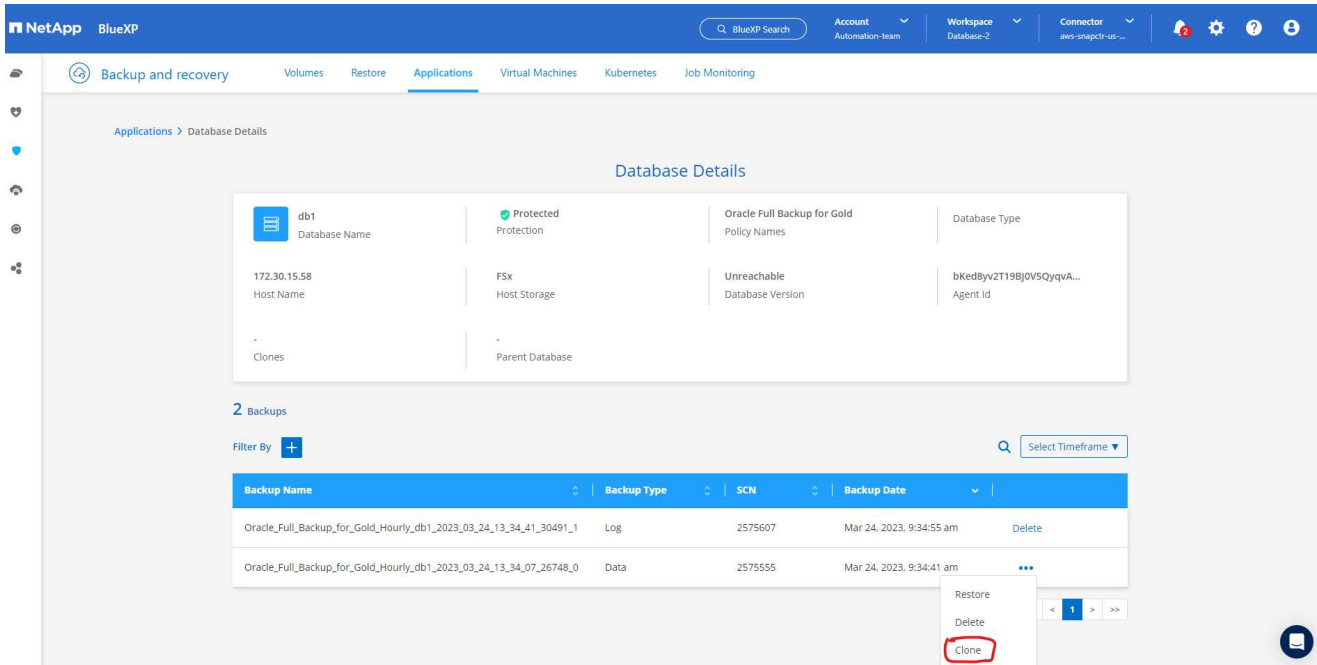 NetApp BlueXP
BlueXP Search
Account
Automation-team
Workspace
Database-2
Connector
aws-snapctr-us-...
2
Backup and recovery
Volumes
Restore
Applications
Virtual Machines
Kubernetes
Job Monitoring
Applications > Database Details
Database Details
db1
Database Name
Protected
Protection
Oracle Full Backup for Gold
Policy Names
Database Type
172.30.15.58
Host Name
FSx
Host Storage
Unreachable
Database Version
bKed8yv2T19BJ0V5QyqvA...
Agent Id
-
Clones
-
Parent Database
2 Backups
Filter By +
Select Timeframe
Backup Name Backup Type SCN Backup Date
Oracle_Full_Backup_for_Gold_Hourly_db1_2023_03_24_13_34_41_30491_1 Log 2575607 Mar 24, 2023, 9:34:55 am Delete
Oracle_Full_Backup_for_Gold_Hourly_db1_2023_03_24_13_34_07_26748_0 Data 2575555 Mar 24, 2023, 9:34:41 am
Restore
Delete
Clone
< 1 > >>